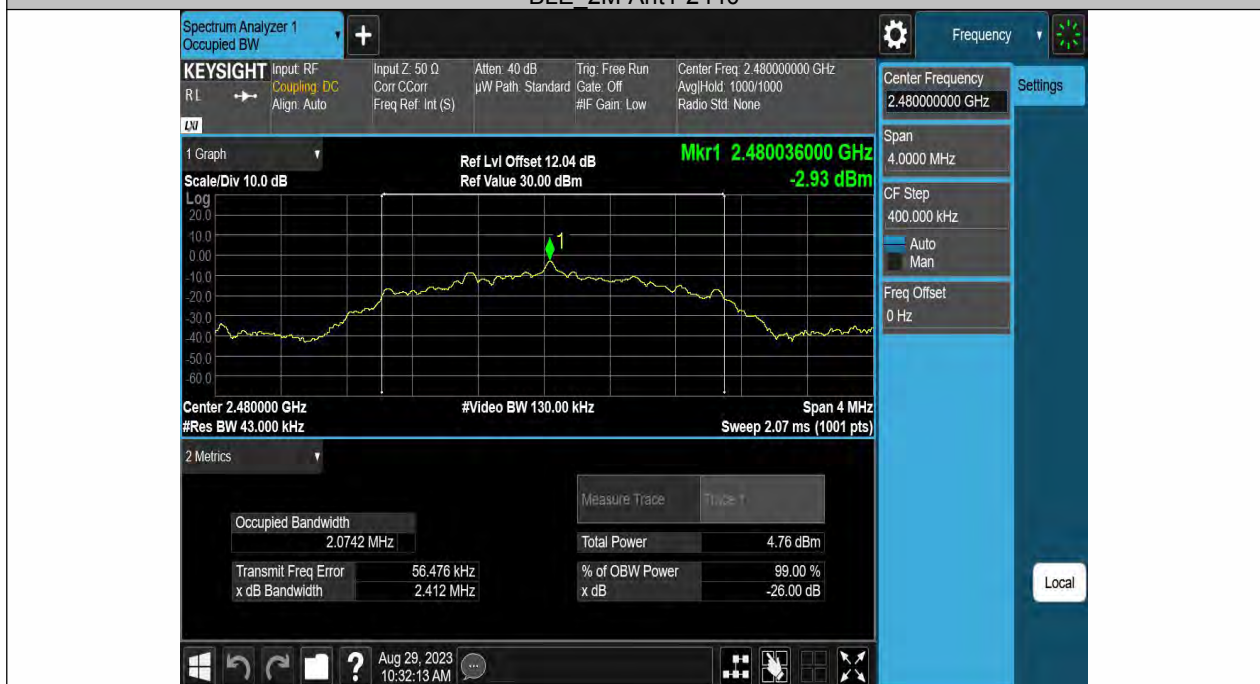 Spectrum Analyzer 1
Occupied BW
Frequency
KEYSIGHT
RL
LXI
Input: RF
Coupling: DC
Align: Auto
Input Z: 50 Ω
Corr CCorr
Freq Ref: Int (S)
Atten: 40 dB
µW Path: Standard
Trig: Free Run
Gate: Off
#IF Gain: Low
Center Freq: 2.480000000 GHz
Avg|Hold: 1000/1000
Radio Std: None
Center Frequency
2.480000000 GHz
Settings
Span
4.0000 MHz
CF Step
400.000 kHz
Auto
Man
Freq Offset
0 Hz
1 Graph
Scale/Div 10.0 dB
Ref Lvl Offset 12.04 dB
Ref Value 30.00 dBm
Mkr1 2.480036000 GHz
-2.93 dBm
Log
20.0
10.0
0.00
-10.0
-20.0
-30.0
-40.0
-50.0
-60.0
1
Center 2.480000 GHz
#Res BW 43.000 kHz
#Video BW 130.00 kHz
Span 4 MHz
Sweep 2.07 ms (1001 pts)
2 Metrics
Measure Trace Trace 1
Occupied Bandwidth
2.0742 MHz
Total Power 4.76 dBm
Transmit Freq Error 56.476 kHz
% of OBW Power 99.00 %
x dB Bandwidth 2.412 MHz
x dB -26.00 dB
Local
?
Aug 29, 2023
10:32:13 AM